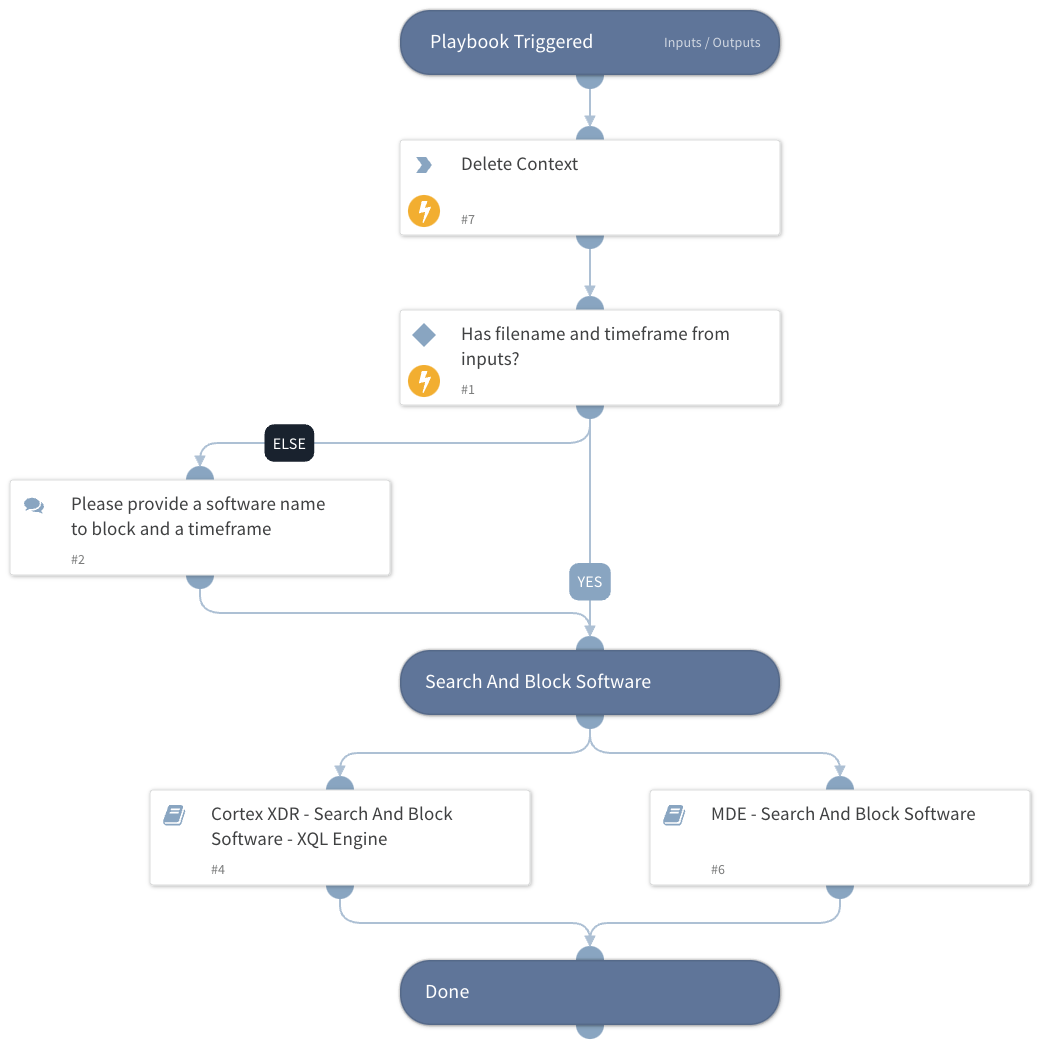 Playbook Triggered Inputs / Outputs
Delete Context
#7
Has filename and timeframe from
inputs?
#1
ELSE
Please provide a software name
to block and a timeframe
#2
YES
Search And Block Software
Cortex XDR - Search And Block
Software - XQL Engine
#4
MDE - Search And Block Software
#6
Done